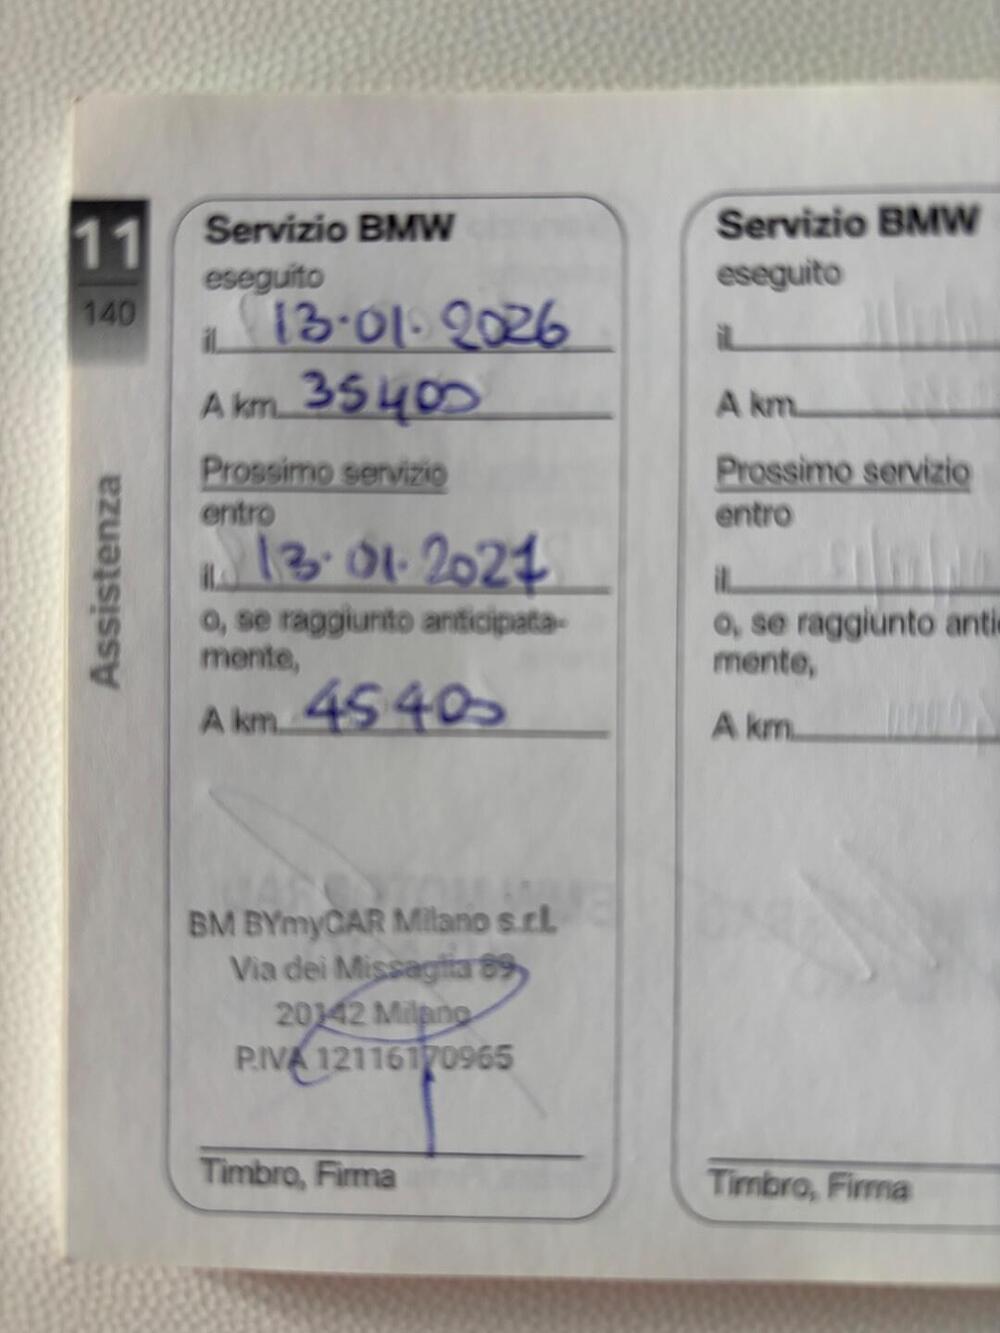 11
140
Assistenza
Servizio BMW
eseguito
il 13.01.2026
A km 35400
Prossimo servizio
entro
il 13.01.2027
o, se raggiunto anticipata-
mente,
A km 45400
BM BYmyCAR Milano s.r.l.
Via dei Missaglia 89
20142 Milano
P.IVA 12116170965
Timbro, Firma
Servizio BMW
eseguito
il
A km
Prossimo servizio
entro
il
o, se raggiunto anti
mente,
A km
Timbro, Firma